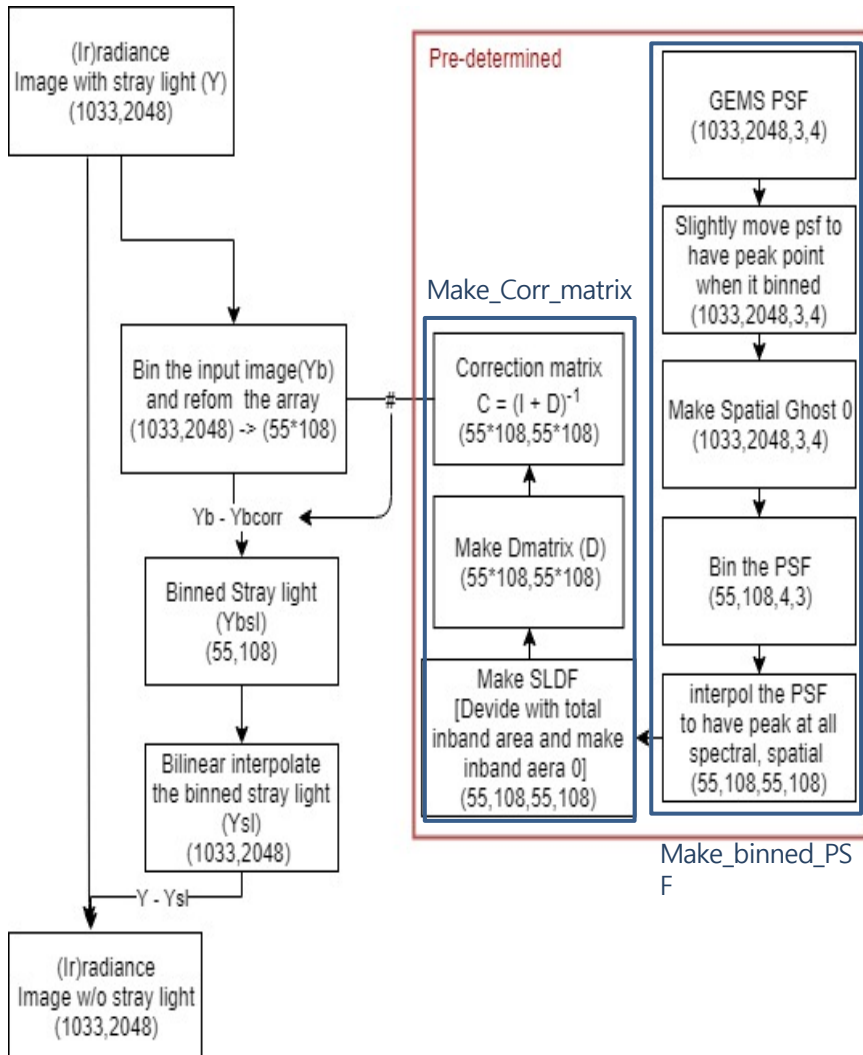 (Ir)radiance
Image with stray light (Y)
(1033,2048)
Bin the input image(Yb)
and refom the array
(1033,2048) -> (55*108)
#
Yb - Ybcorr
Binned Stray light
(Ybsl)
(55,108)
Bilinear interpolate
the binned stray light
(Ysl)
(1033,2048)
Y - Ysl
(Ir)radiance
Image w/o stray light
(1033,2048)
Pre-determined
Make_Corr_matrix
Correction matrix
C = (I + D)⁻¹
(55*108,55*108)
Make Dmatrix (D)
(55*108,55*108)
Make SLDF
[Devide with total
inband area and make
inband aera 0]
(55,108,55,108)
GEMS PSF
(1033,2048,3,4)
Slightly move psf to
have peak point
when it binned
(1033,2048,3,4)
Make Spatial Ghost 0
(1033,2048,3,4)
Bin the PSF
(55,108,4,3)
interpol the PSF
to have peak at all
spectral, spatial
(55,108,55,108)
Make_binned_PS
F